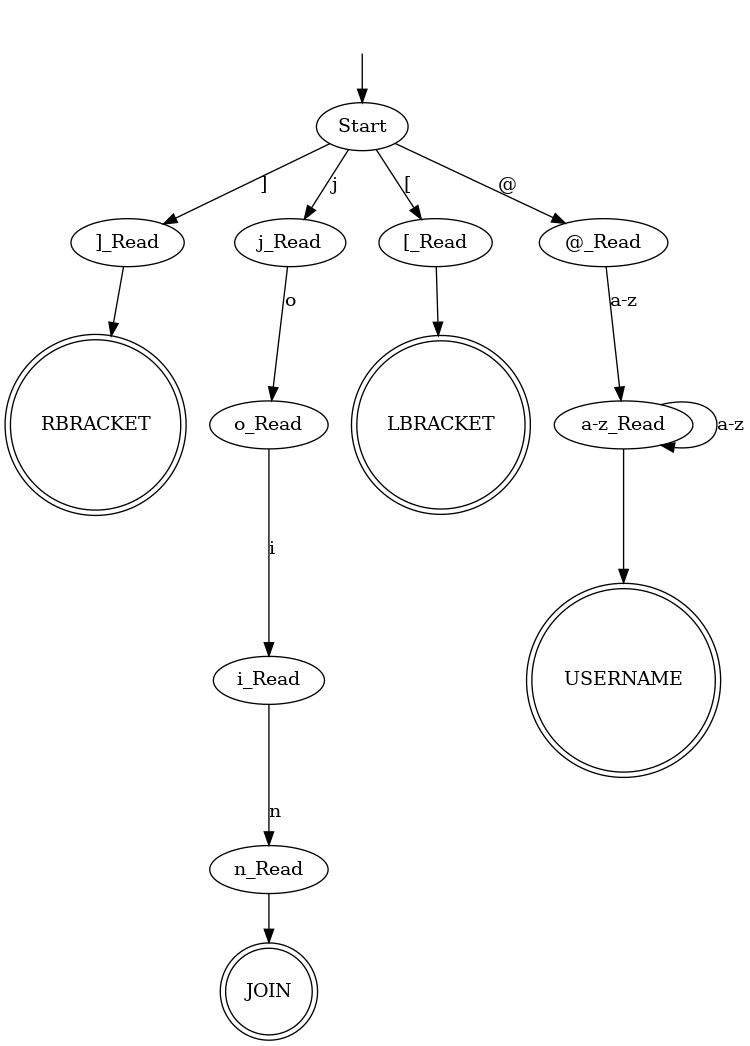 Start
]
j
[
@
]_Read
j_Read
[_Read
@_Read
o
a-z
RBRACKET
o_Read
LBRACKET
a-z_Read
a-z
i
i_Read
USERNAME
n
n_Read
JOIN